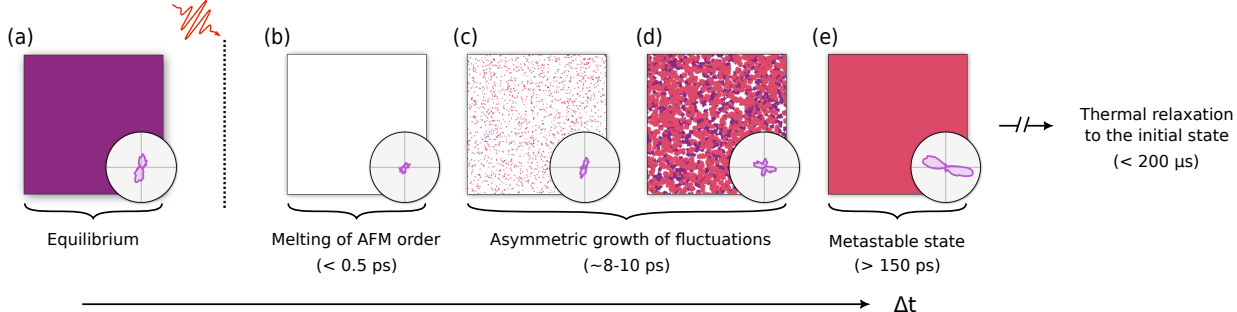 (a)
(b)
(c)
(d)
(e)
Thermal relaxation
to the initial state
(< 200 μs)
Equilibrium
Melting of AFM order
(< 0.5 ps)
Asymmetric growth of fluctuations
(~8-10 ps)
Metastable state
(> 150 ps)
Δt